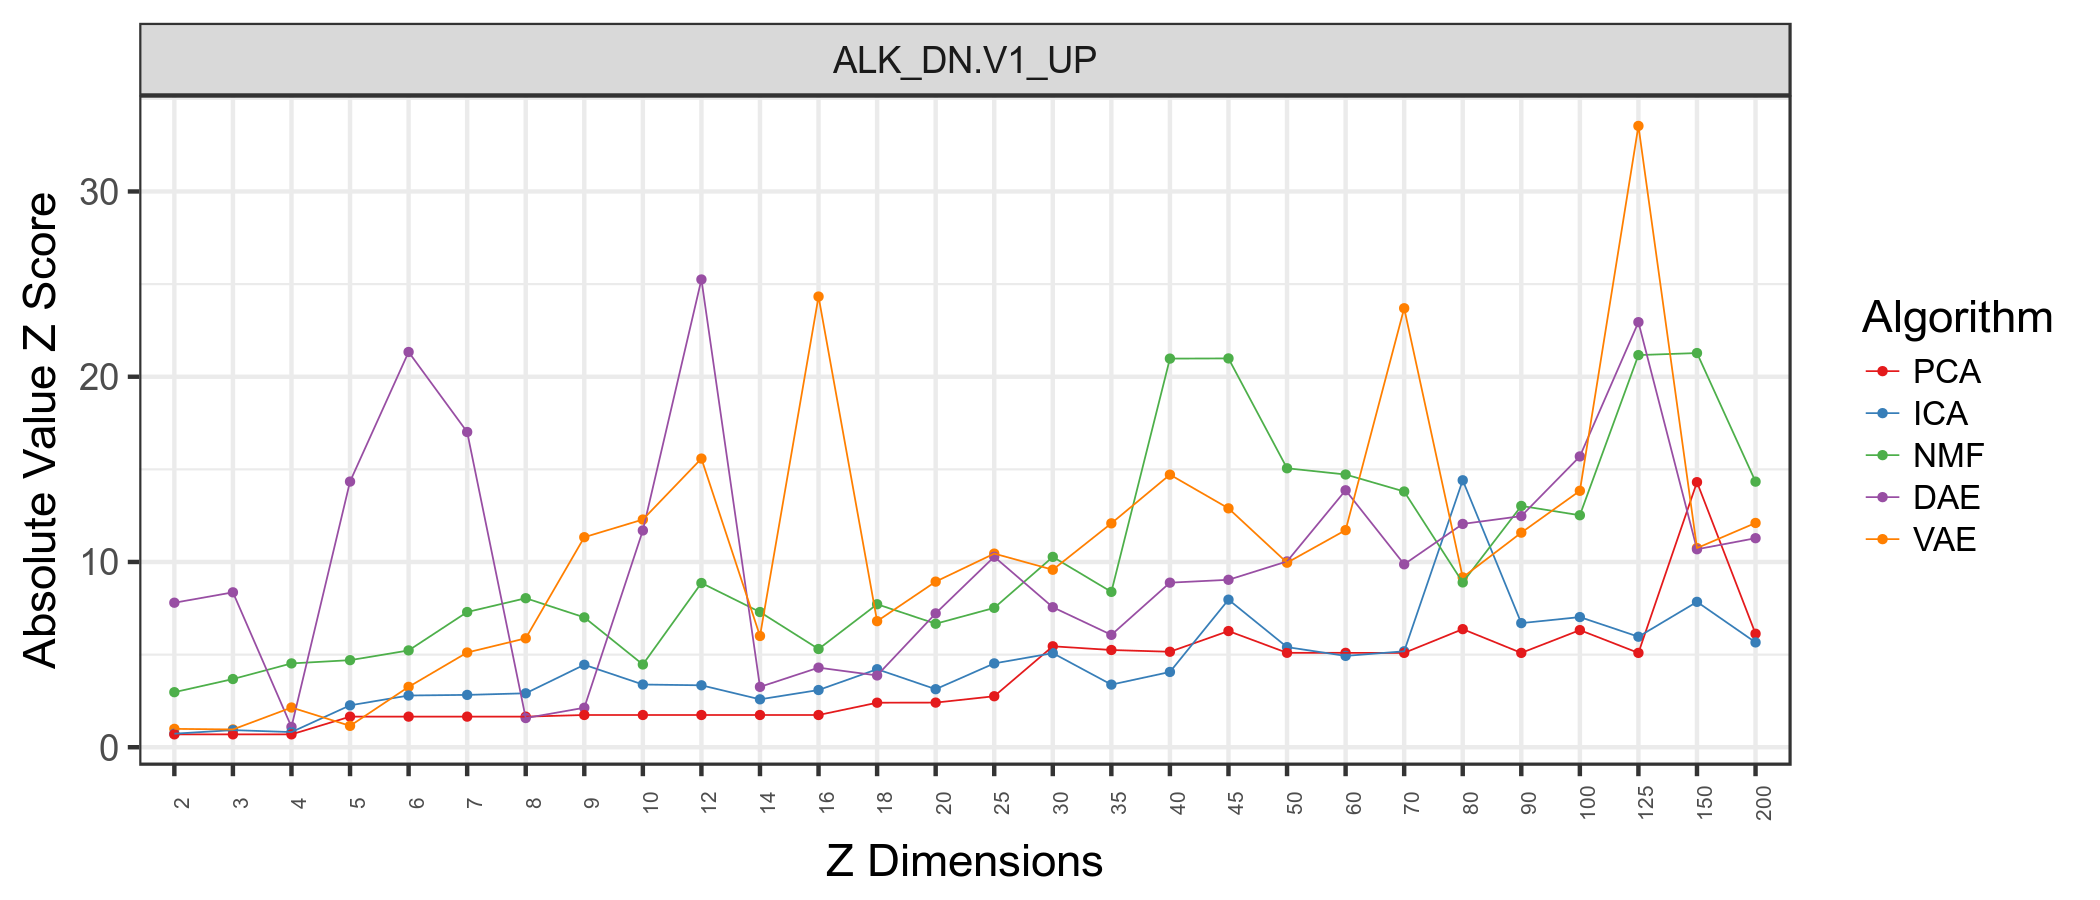 ALK_DN.V1_UP
Absolute Value Z Score
30
20
10
0
2 3 4 5 6 7 8 9 10 12 14 16 18 20 25 30 35 40 45 50 60 70 80 90 100 125 150 200
Z Dimensions
Algorithm
PCA
ICA
NMF
DAE
VAE